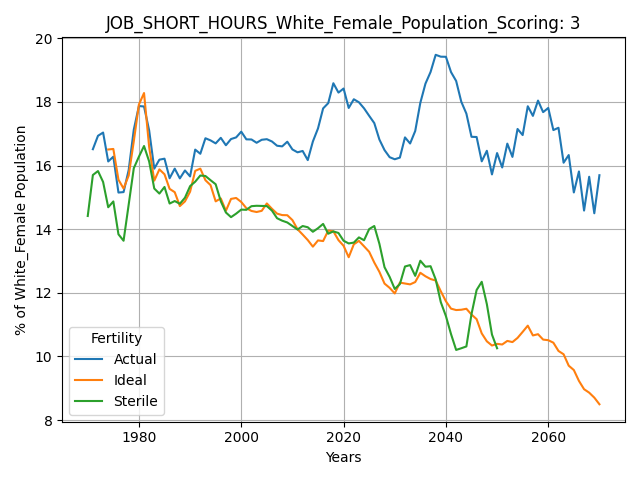 JOB_SHORT_HOURS_White_Female_Population_Scoring: 3
% of White_Female Population
20
18
16
14
12
10
8
Fertility
Actual
Ideal
Sterile
1980 2000 2020 2040 2060
Years